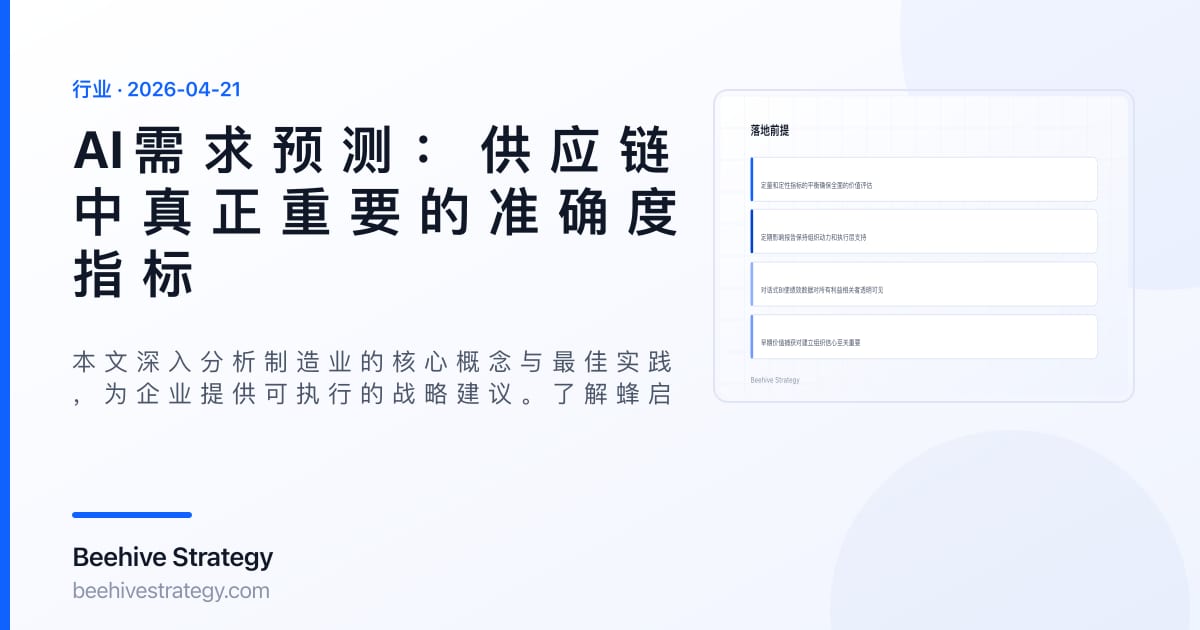 行业 · 2026-04-21
AI需求预测：供应链
中真正重要的准确度
指标
本文深入分析制造业的核心概念与最佳实践
，为企业提供可执行的战略建议。了解蜂启
Beehive Strategy
beehivestrategy.com
落地前提
定量和定性指标的平衡确保全面的价值评估
定期影响报告保持组织动力和执行层支持
对话式BI使绩效数据对所有利益相关者透明可见
早期价值捕获对建立组织信心至关重要
Beehive Strategy